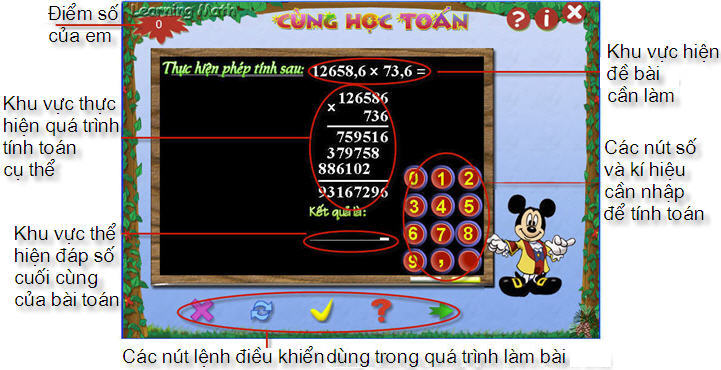 Điểm số
của em
Learning Math
0
CÙNG HỌC TOÁN
? i X
Thực hiện phép tính sau: 12658,6 × 73,6 =
Khu vực hiện
đề bài
cần làm
Khu vực thực
hiện quá trình
tính toán
cụ thể
× 126586
736
759516
379758
886102
93167296
Kết quả là:
0 1 2
3 4 5
6 7 8
9 ,
Các nút số
và kí hiệu
cần nhập
để tính toán
Khu vực thể
hiện đáp số
cuối cùng
của bài toán
?
Các nút lệnh điều khiển dùng trong quá trình làm bài